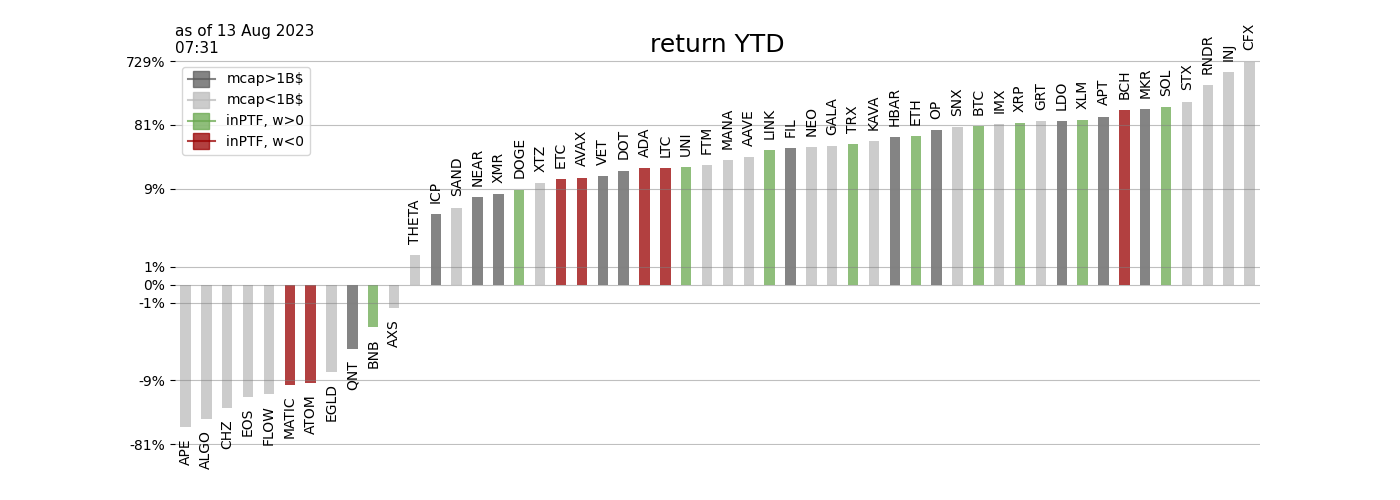 as of 13 Aug 2023
07:31
return YTD
729%
81%
9%
1%
0%
-1%
-9%
-81%
mcap>1B$
mcap<1B$
inPTF, w>0
inPTF, w<0
APE
ALGO
CHZ
EOS
FLOW
MATIC
ATOM
EGLD
QNT
BNB
AXS
THETA
ICP
SAND
NEAR
XMR
DOGE
XTZ
ETC
AVAX
VET
DOT
ADA
LTC
UNI
FTM
MANA
AAVE
LINK
FIL
NEO
GALA
TRX
KAVA
HBAR
ETH
OP
SNX
BTC
IMX
XRP
GRT
LDO
XLM
APT
BCH
MKR
SOL
STX
RNDR
INJ
CFX